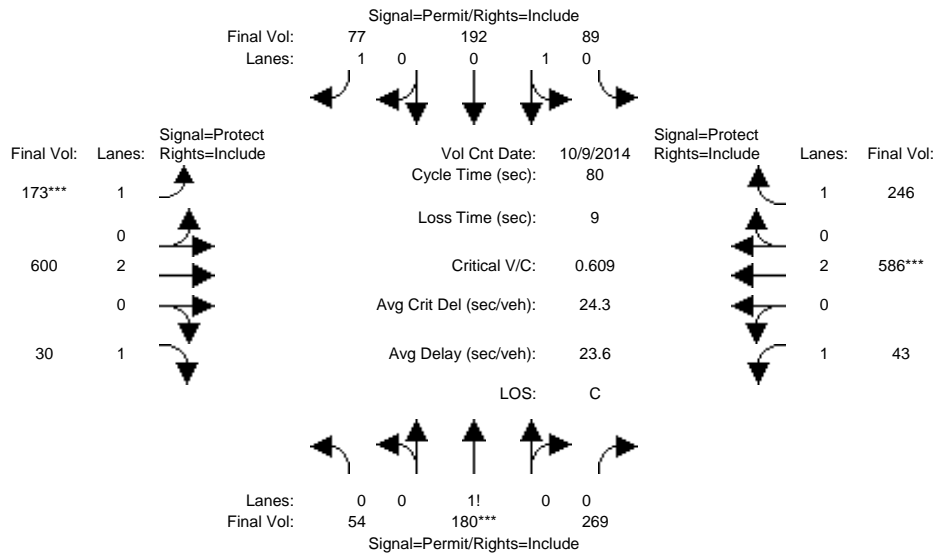 Signal=Permit/Rights=Include
Final Vol: 77 192 89
Lanes: 1 0 0 1 0
Signal=Protect Signal=Protect
Final Vol: Lanes: Rights=Include Vol Cnt Date: 10/9/2014 Rights=Include Lanes: Final Vol:
Cycle Time (sec): 80
173*** 1 1 246
Loss Time (sec): 9
0 0
600 2 Critical V/C: 0.609 2 586***
0 Avg Crit Del (sec/veh): 24.3 0
30 1 Avg Delay (sec/veh): 23.6 1 43
LOS: C
Lanes: 0 0 1! 0 0
Final Vol: 54 180*** 269
Signal=Permit/Rights=Include